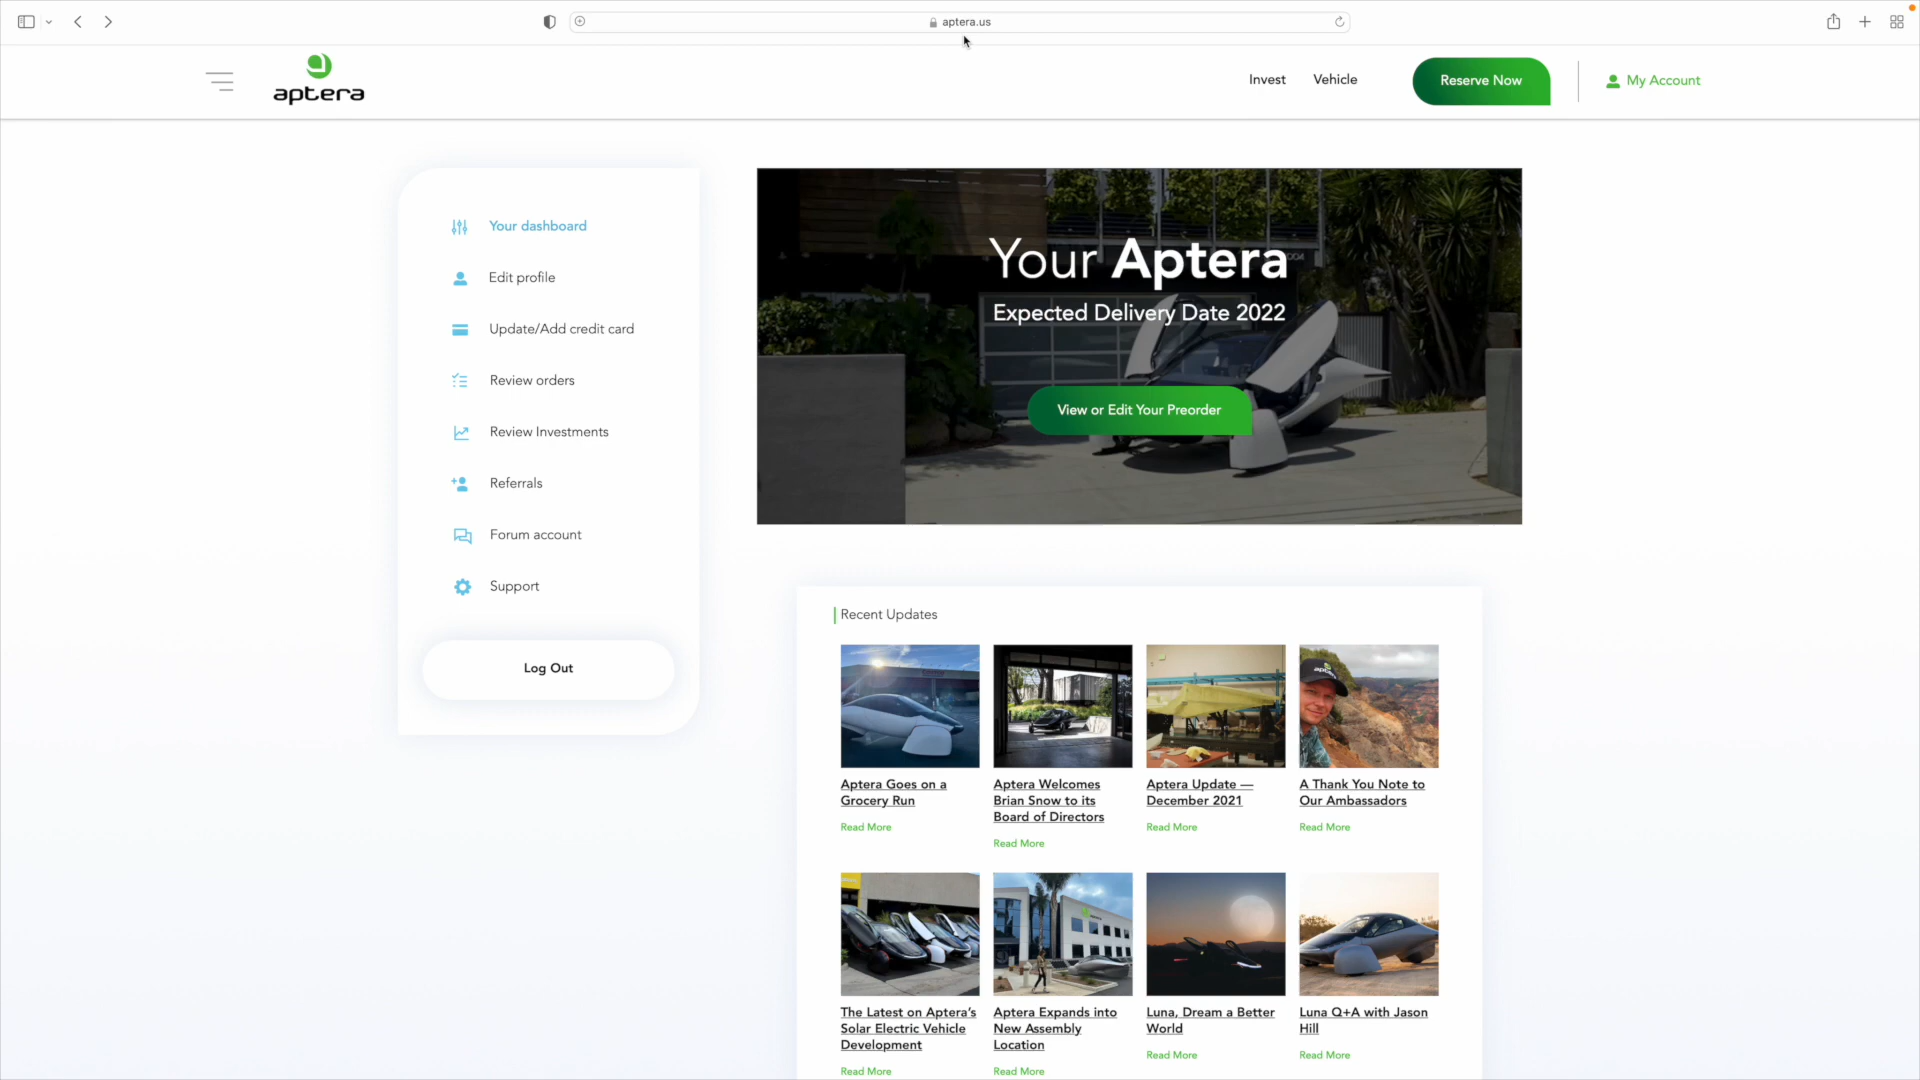 aptera.us
aptera
Invest
Vehicle
Reserve Now
My Account
Your dashboard
Edit profile
Update/Add credit card
Review orders
Review Investments
Referrals
Forum account
Support
Log Out
Your Aptera
Expected Delivery Date 2022
View or Edit Your Preorder
Recent Updates
Aptera Goes on a
Grocery Run
Read More
Aptera Welcomes
Brian Snow to its
Board of Directors
Read More
Aptera Update —
December 2021
Read More
A Thank You Note to
Our Ambassadors
Read More
The Latest on Aptera's
Solar Electric Vehicle
Development
Read More
Aptera Expands into
New Assembly
Location
Read More
Luna, Dream a Better
World
Read More
Luna Q+A with Jason
Hill
Read More